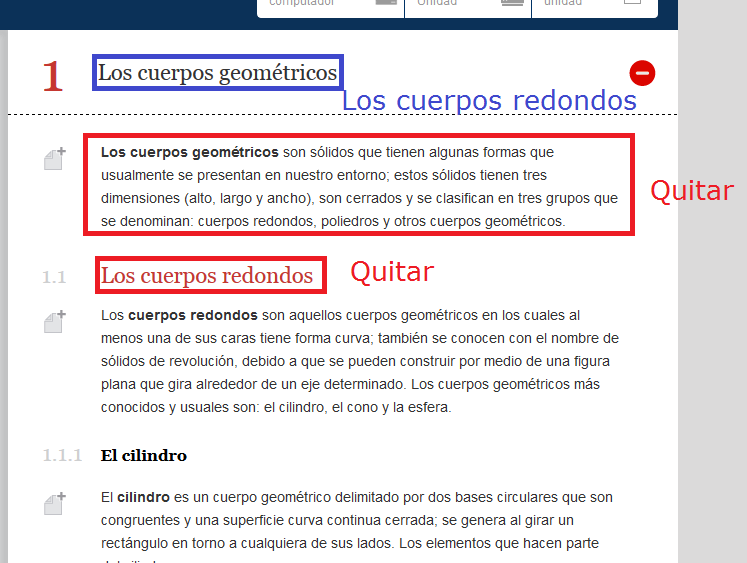 computador Unidad unidad
1 Los cuerpos geométricos
Los cuerpos redondos
Los cuerpos geométricos son sólidos que tienen algunas formas que
usualmente se presentan en nuestro entorno; estos sólidos tienen tres
dimensiones (alto, largo y ancho), son cerrados y se clasifican en tres grupos que
se denominan: cuerpos redondos, poliedros y otros cuerpos geométricos.
Quitar
1.1 Los cuerpos redondos
Quitar
Los cuerpos redondos son aquellos cuerpos geométricos en los cuales al
menos una de sus caras tiene forma curva; también se conocen con el nombre de
sólidos de revolución, debido a que se pueden construir por medio de una figura
plana que gira alrededor de un eje determinado. Los cuerpos geométricos más
conocidos y usuales son: el cilindro, el cono y la esfera.
1.1.1 El cilindro
El cilindro es un cuerpo geométrico delimitado por dos bases circulares que son
congruentes y una superficie curva continua cerrada; se genera al girar un
rectángulo en torno a cualquiera de sus lados. Los elementos que hacen parte